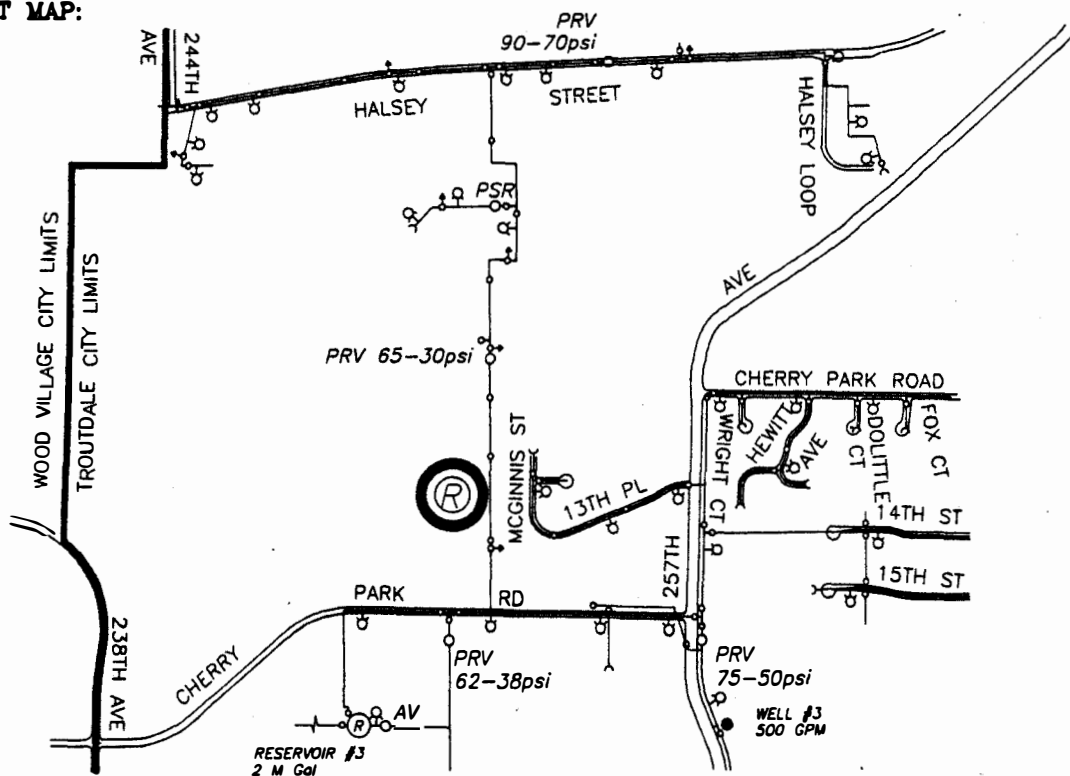 T MAP:
PRV
90-70psi
244TH
AVE
HALSEY STREET
HALSEY LOOP
PSR
WOOD VILLAGE CITY LIMITS
TROUTDALE CITY LIMITS
AVE
PRV 65-30psi
CHERRY PARK ROAD
WRIGHT CT
HEWITT
AVE
DOLITTLE
CT
FOX CT
R
MCGINNIS ST
13TH PL
14TH ST
257TH
15TH ST
PARK RD
238TH AVE
CHERRY
PRV
62-38psi
PRV
75-50psi
R
AV
WELL #3
500 GPM
RESERVOIR #3
2 M Gal